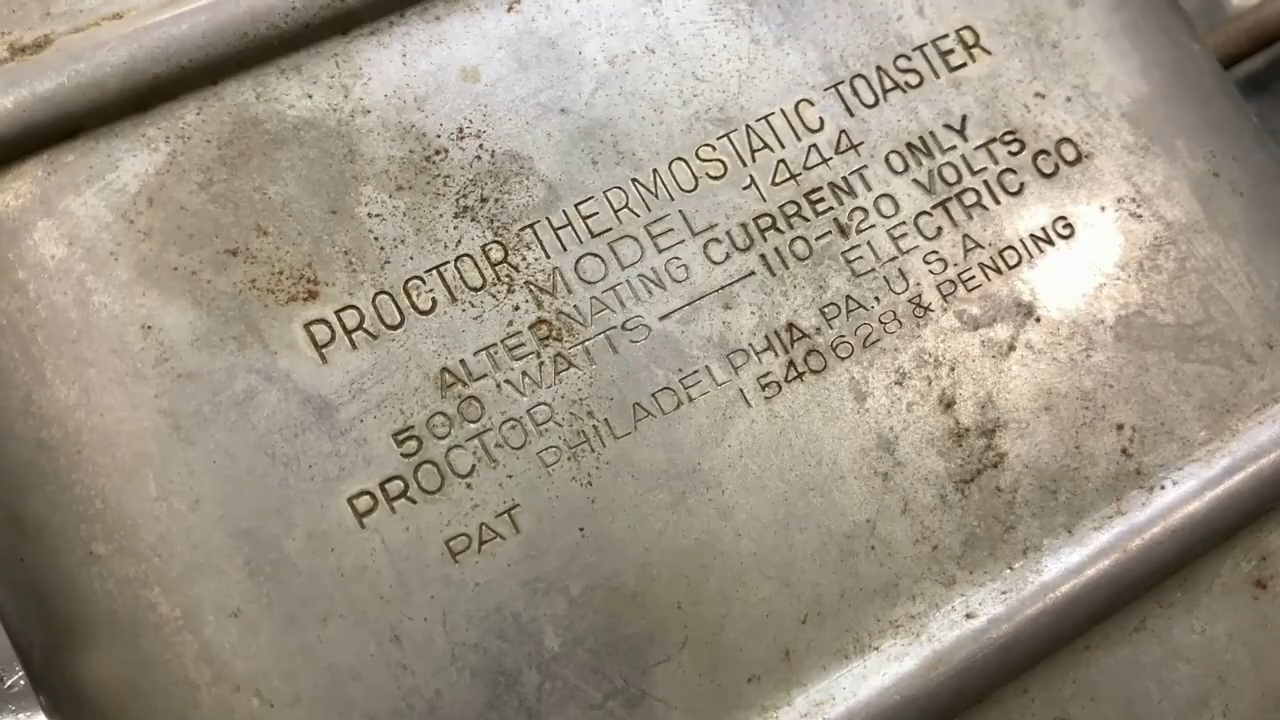 PROCTOR THERMOSTATIC TOASTER
MODEL 1444
ALTERNATING CURRENT ONLY
500 WATTS — 110-120 VOLTS
PROCTOR ELECTRIC CO.
PHILADELPHIA, PA., U.S.A.
PAT 1540628 & PENDING